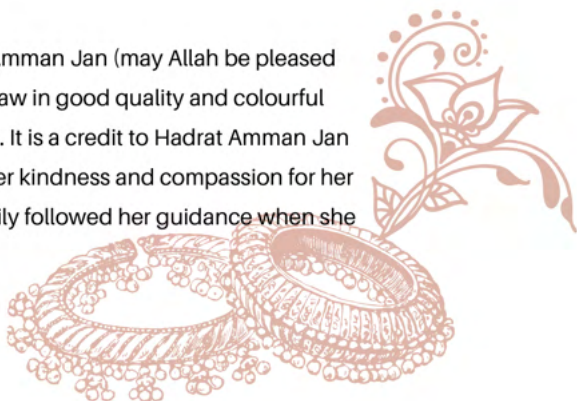 mman Jan (may Allah be pleased
aw in good quality and colourful
. It is a credit to Hadrat Amman Jan
er kindness and compassion for her
ily followed her guidance when she